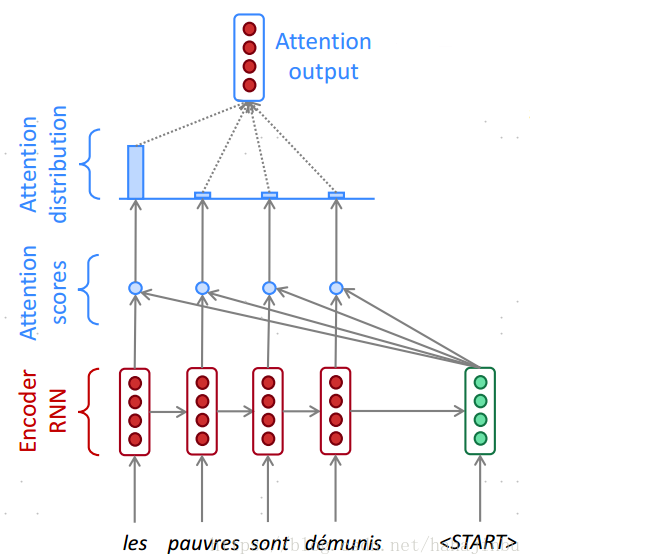 Attention
output
Attention
distribution
Attention
scores
Encoder
RNN
les pauvres sont démunis <START>